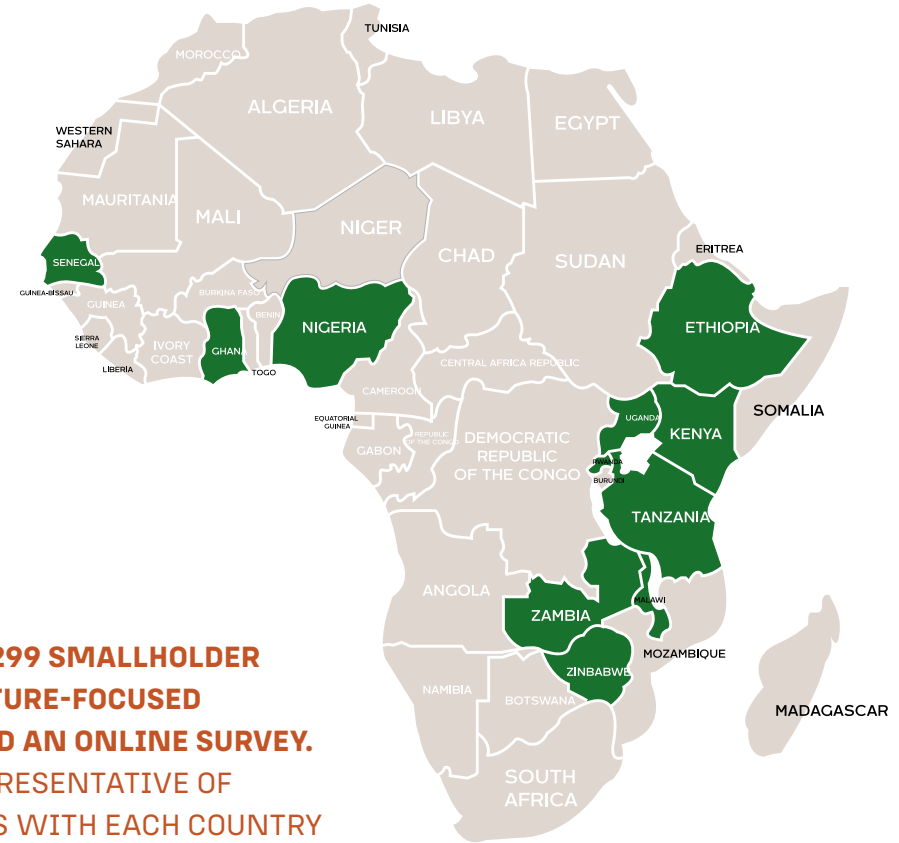 TUNISIA
MOROCCO
ALGERIA
LIBYA
EGYPT
WESTERN
SAHARA
MAURITANIA
MALI
NIGER
CHAD
SUDAN
ERITREA
SENEGAL
GUINEA-BISSAU
GUINEA
BURKINA FASO
BENIN
NIGERIA
ETHIOPIA
SIERRA
LEONE
IVORY
COAST
GHANA
LIBERIA
TOGO
CENTRAL AFRICA REPUBLIC
CAMEROON
SOMALIA
EQUATORIAL
GUINEA
UGANDA
KENYA
GABON
REPUBLIC
OF THE CONGO
DEMOCRATIC
REPUBLIC
OF THE CONGO
RWANDA
BURUNDI
TANZANIA
ANGOLA
ZAMBIA
MALAWI
MOZAMBIQUE
ZINBABWE
NAMIBIA
BOTSWANA
MADAGASCAR
SOUTH
AFRICA
299 SMALLHOLDER
TURE-FOCUSED
D AN ONLINE SURVEY.
RESENTATIVE OF
S WITH EACH COUNTRY